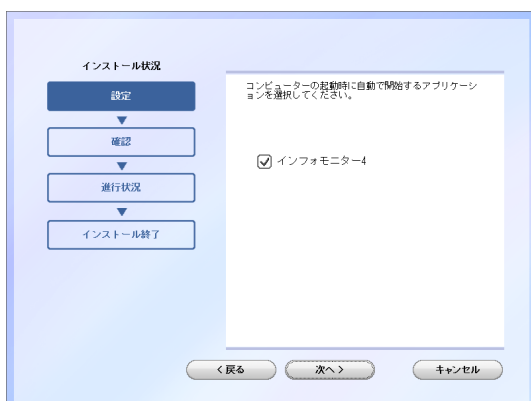 インストール状況
設定
確認
進行状況
インストール終了
コンピューターの起動時に自動で開始するアプリケーシ
ョンを選択してください。
インフォモニター4
< 戻る
次へ >
キャンセル